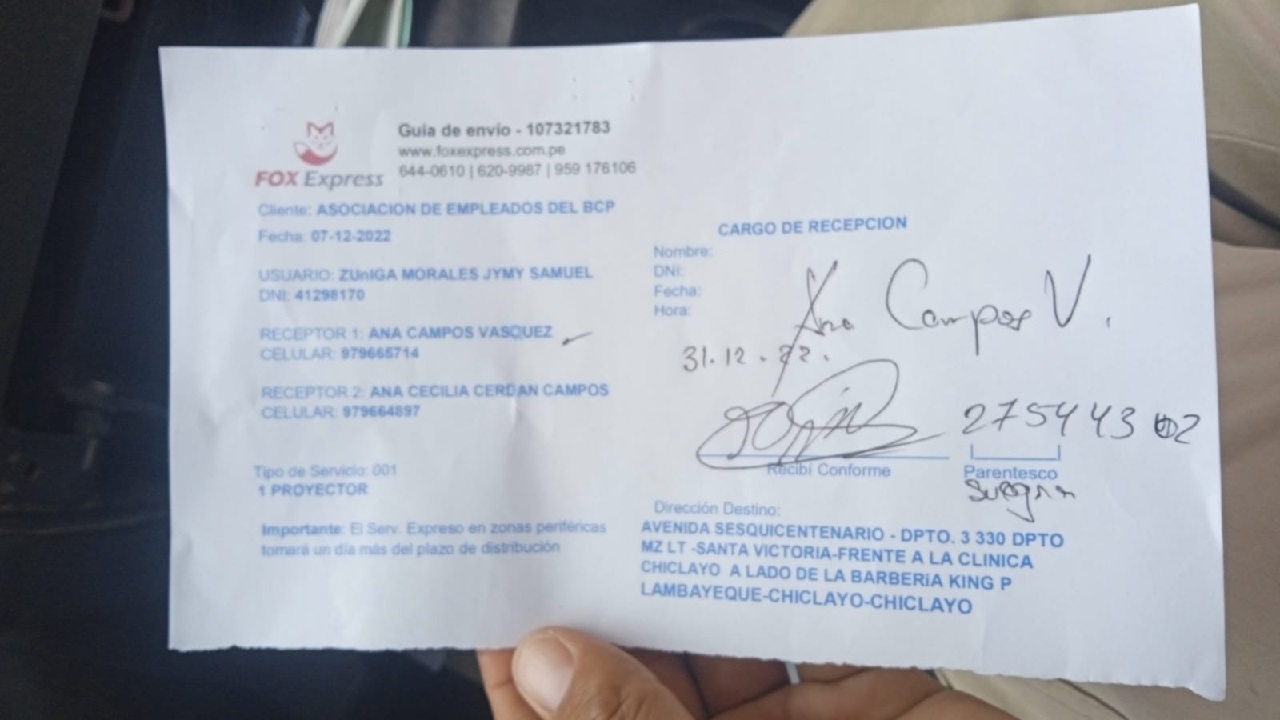 FOX Express
Guia de envío - 107321783
www.foxexpress.com.pe
644-0610 | 620-9987 | 959 176106
Cliente: ASOCIACION DE EMPLEADOS DEL BCP
Fecha: 07-12-2022
USUARIO: ZUnIGA MORALES JYMY SAMUEL
DNI: 41298170
RECEPTOR 1: ANA CAMPOS VASQUEZ
CELULAR: 979665714
RECEPTOR 2: ANA CECILIA CERDAN CAMPOS
CELULAR: 979664897
Tipo de Servicio: 001
1 PROYECTOR
Importante: El Serv. Expreso en zonas periféricas
tomará un día más del plazo de distribución
CARGO DE RECEPCION
Nombre:
DNI:
Fecha:
Hora:
Ana Campos V.
31.12.22.
27544302
Recibí Conforme
Parentesco
Suegra
Dirección Destino:
AVENIDA SESQUICENTENARIO - DPTO. 3 330 DPTO
MZ LT -SANTA VICTORIA-FRENTE A LA CLINICA
CHICLAYO A LADO DE LA BARBERíA KING P
LAMBAYEQUE-CHICLAYO-CHICLAYO